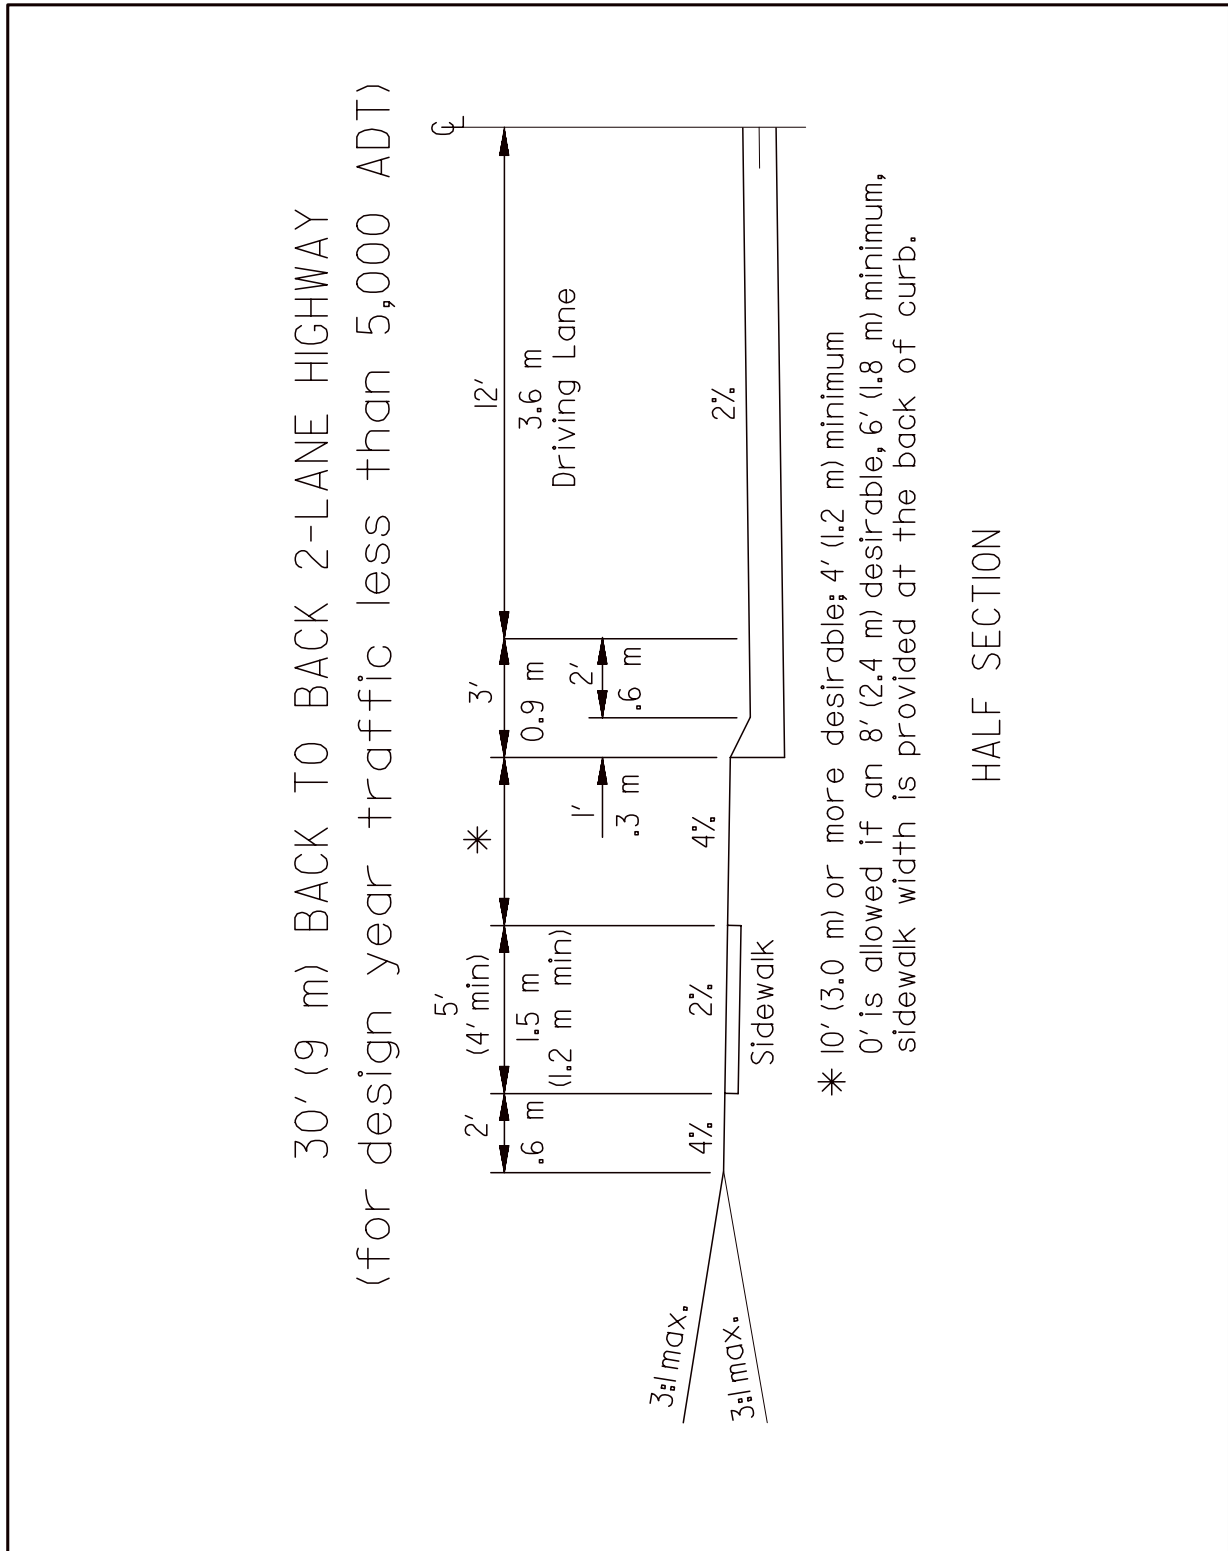 30' (9 m) BACK TO BACK 2-LANE HIGHWAY
(for design year traffic less than 5,000 ADT)
℄
2'
.6 m
5'
(4' min)
1.5 m
(1.2 m min)
*
3'
0.9 m
12'
3.6 m
Driving Lane
1'
.3 m
2'
.6 m
3:1 max.
3:1 max.
4%
2%
4%
2%
Sidewalk
* 10' (3.0 m) or more desirable; 4' (1.2 m) minimum
0' is allowed if an 8' (2.4 m) desirable, 6' (1.8 m) minimum,
sidewalk width is provided at the back of curb.
HALF SECTION